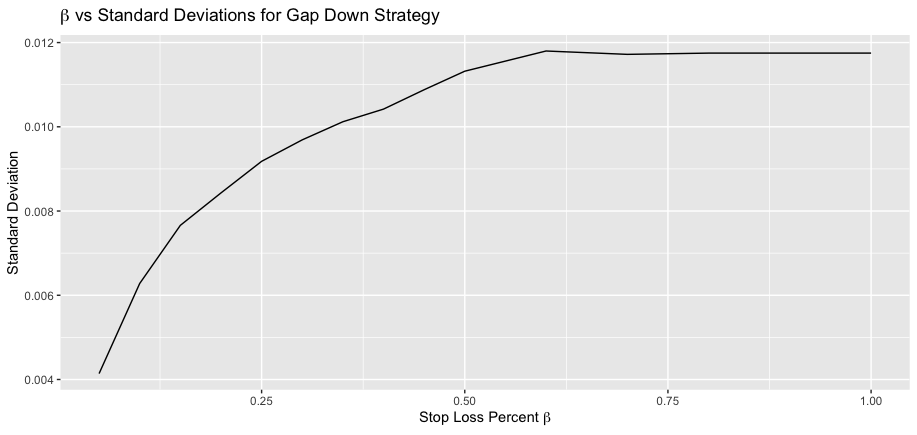 β vs Standard Deviations for Gap Down Strategy
0.012
0.010
0.008
0.006
0.004
Standard Deviation
0.25 0.50 0.75 1.00
Stop Loss Percent β